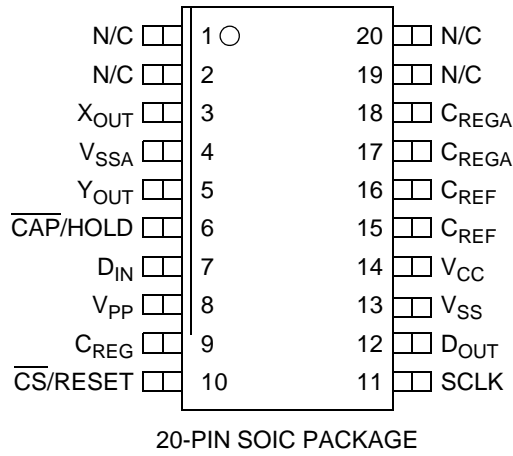 N/C 1 20 N/C
N/C 2 19 N/C
XOUT 3 18 CREGA
VSSA 4 17 CREGA
YOUT 5 16 CREF
C̅A̅P̅/HOLD 6 15 CREF
DIN 7 14 VCC
VPP 8 13 VSS
CREG 9 12 DOUT
C̅S̅/RESET 10 11 SCLK
20-PIN SOIC PACKAGE